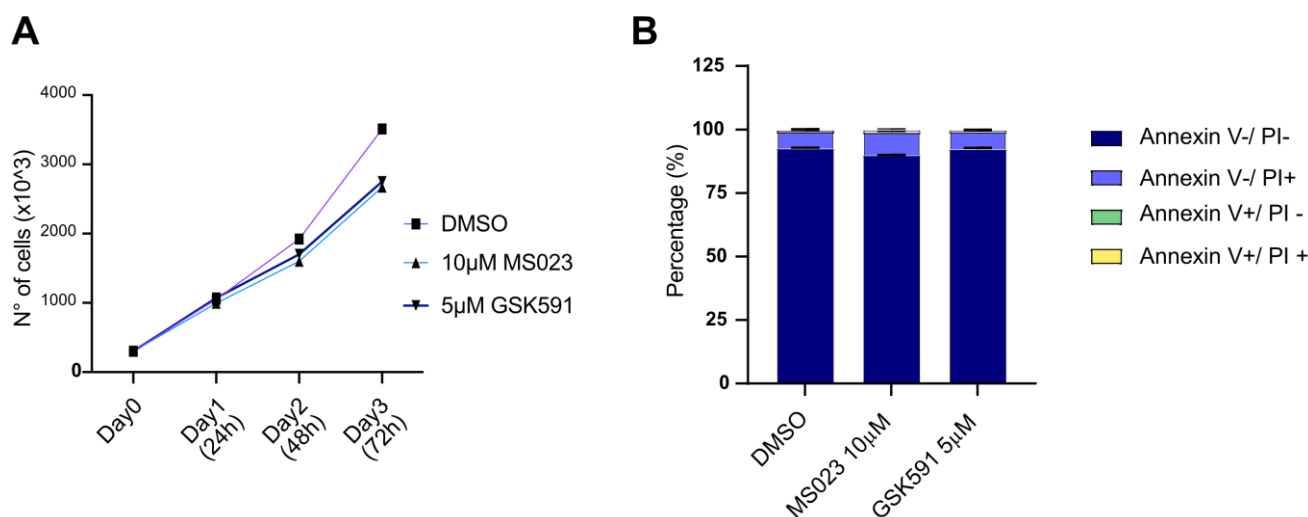 A
N° of cells (x10^3)
4000
3000
2000
1000
0
Day0
Day1
(24h)
Day2
(48h)
Day3
(72h)
DMSO
10µM MS023
5µM GSK591
B
Percentage (%)
125
100
75
50
25
0
DMSO
MS023 10µM
GSK591 5µM
Annexin V-/ PI-
Annexin V-/ PI+
Annexin V+/ PI -
Annexin V+/ PI +